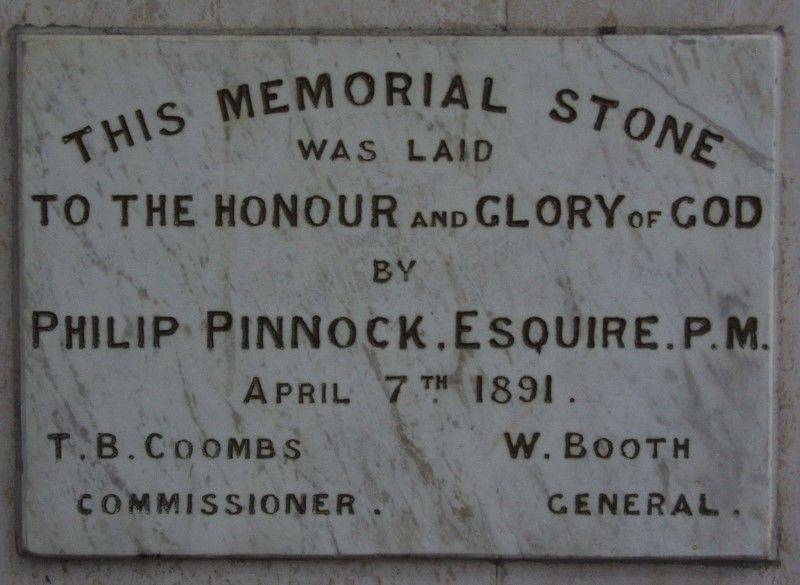 THIS MEMORIAL STONE
WAS LAID
TO THE HONOUR AND GLORY OF GOD
BY
PHILIP PINNOCK. ESQUIRE. P.M.
APRIL 7TH 1891.
T. B. COOMBS W. BOOTH
COMMISSIONER. GENERAL.